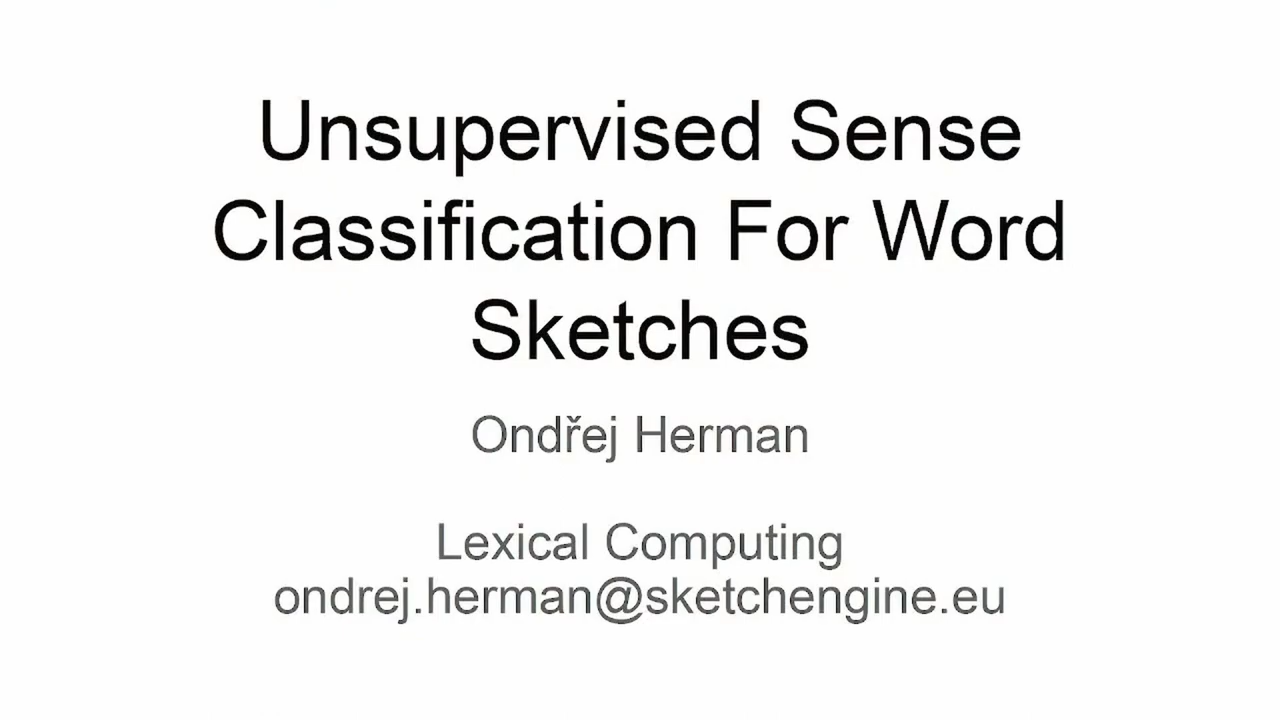 Unsupervised Sense
Classification For Word
Sketches
Ondřej Herman
Lexical Computing
ondrej.herman@sketchengine.eu